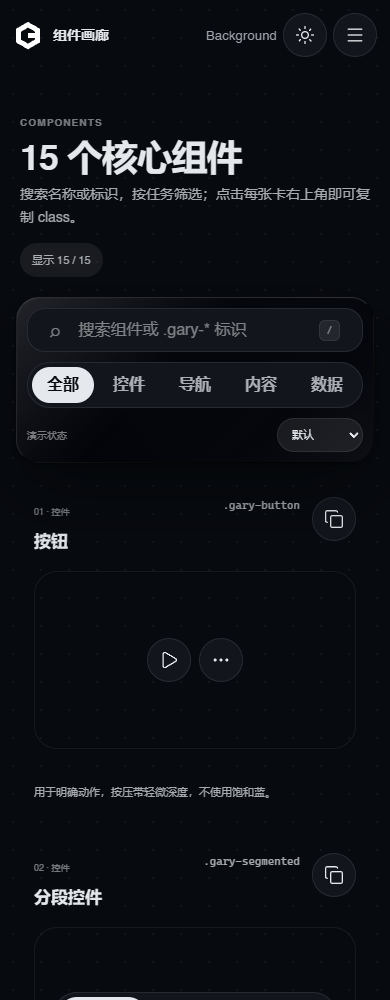 组件画廊
Background
COMPONENTS
15 个核心组件
搜索名称或标识，按任务筛选；点击每张卡右上角即可复
制 class。
显示 15 / 15
搜索组件或 .gary-* 标识
/
全部 控件 导航 内容 数据
演示状态
默认
01 · 控件
.gary-button
按钮
用于明确动作，按压带轻微深度，不使用饱和蓝。
02 · 控件
.gary-segmented
分段控件